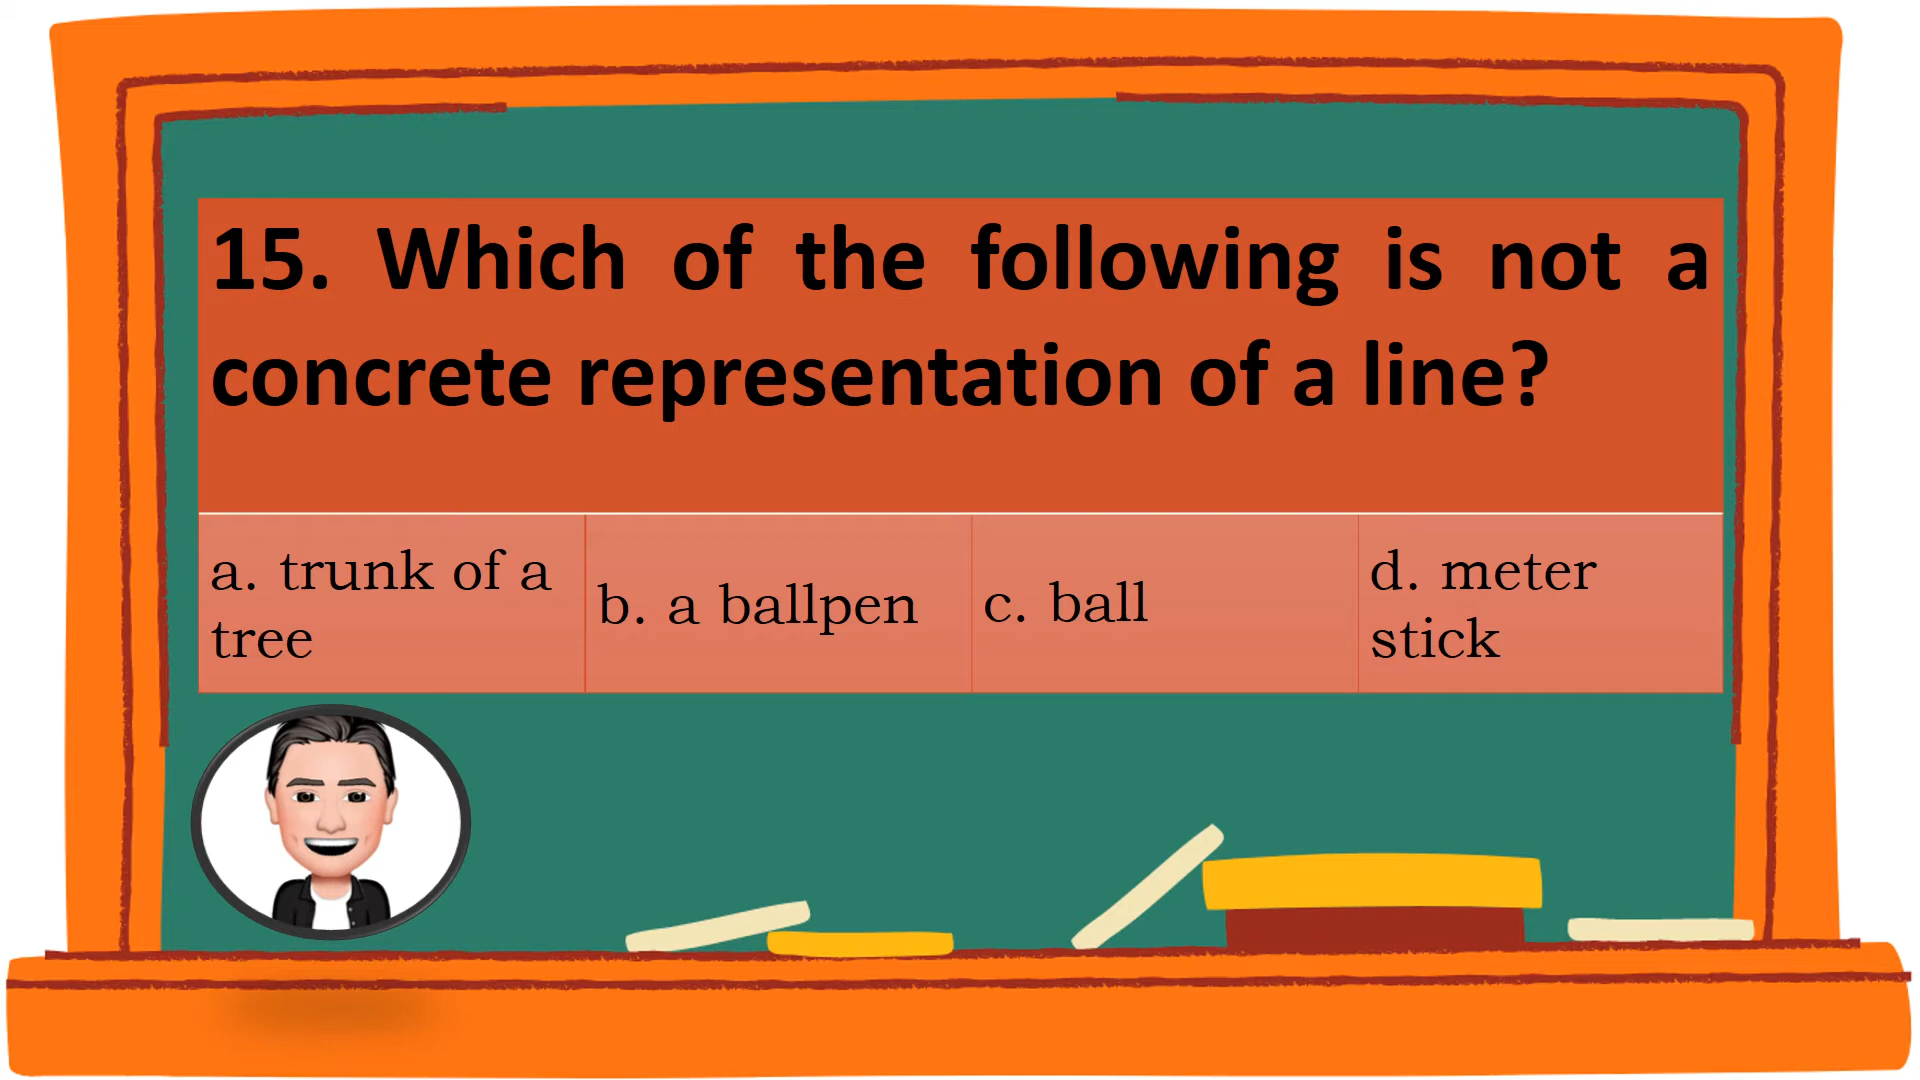 15. Which of the following is not a
concrete representation of a line?
a. trunk of a
tree
b. a ballpen
c. ball
d. meter
stick